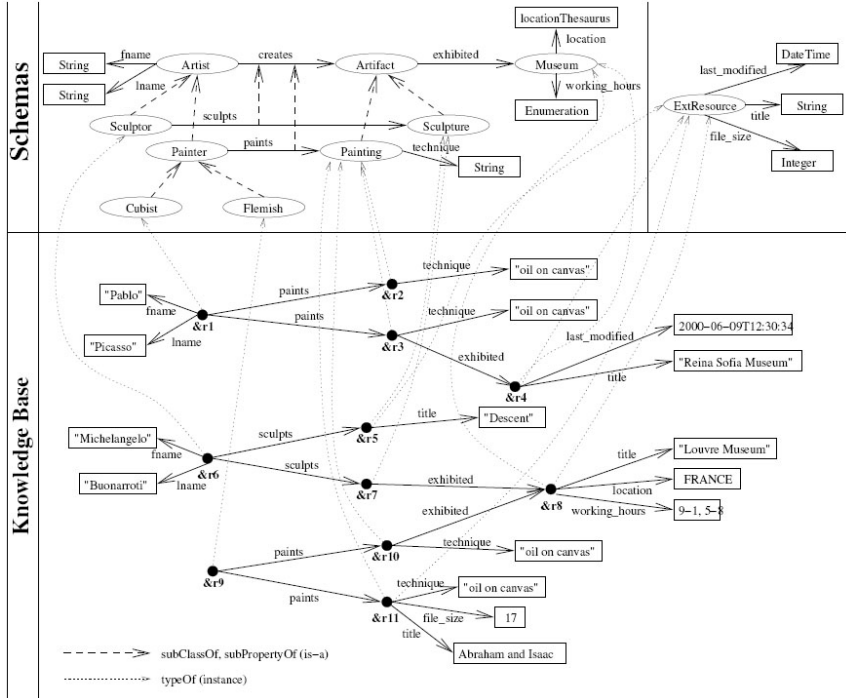 Schemas
locationThesaurus
location
String
fname
Artist
creates
Artifact
exhibited
Museum
String
lname
working_hours
Enumeration
Sculptor
sculpts
Sculpture
Painter
paints
Painting
technique
String
Cubist
Flemish
last_modified
DateTime
ExtResource
title
String
file_size
Integer
Knowledge Base
"Pablo"
fname
&r1
"Picasso"
lname
paints
&r2
technique
"oil on canvas"
paints
&r3
technique
"oil on canvas"
exhibited
&r4
last_modified
2000-06-09T12:30:34
title
"Reina Sofia Museum"
"Michelangelo"
fname
&r6
"Buonarroti"
lname
sculpts
&r5
title
"Descent"
sculpts
&r7
exhibited
&r8
title
"Louvre Museum"
location
FRANCE
working_hours
9-1, 5-8
&r9
paints
&r10
exhibited
technique
"oil on canvas"
paints
&r11
technique
"oil on canvas"
file_size
17
title
Abraham and Isaac
subClassOf, subPropertyOf (is-a)
typeOf (instance)